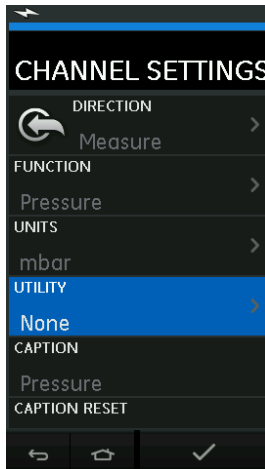 CHANNEL SETTINGS
DIRECTION
Measure
FUNCTION
Pressure
UNITS
mbar
UTILITY
None
CAPTION
Pressure
CAPTION RESET